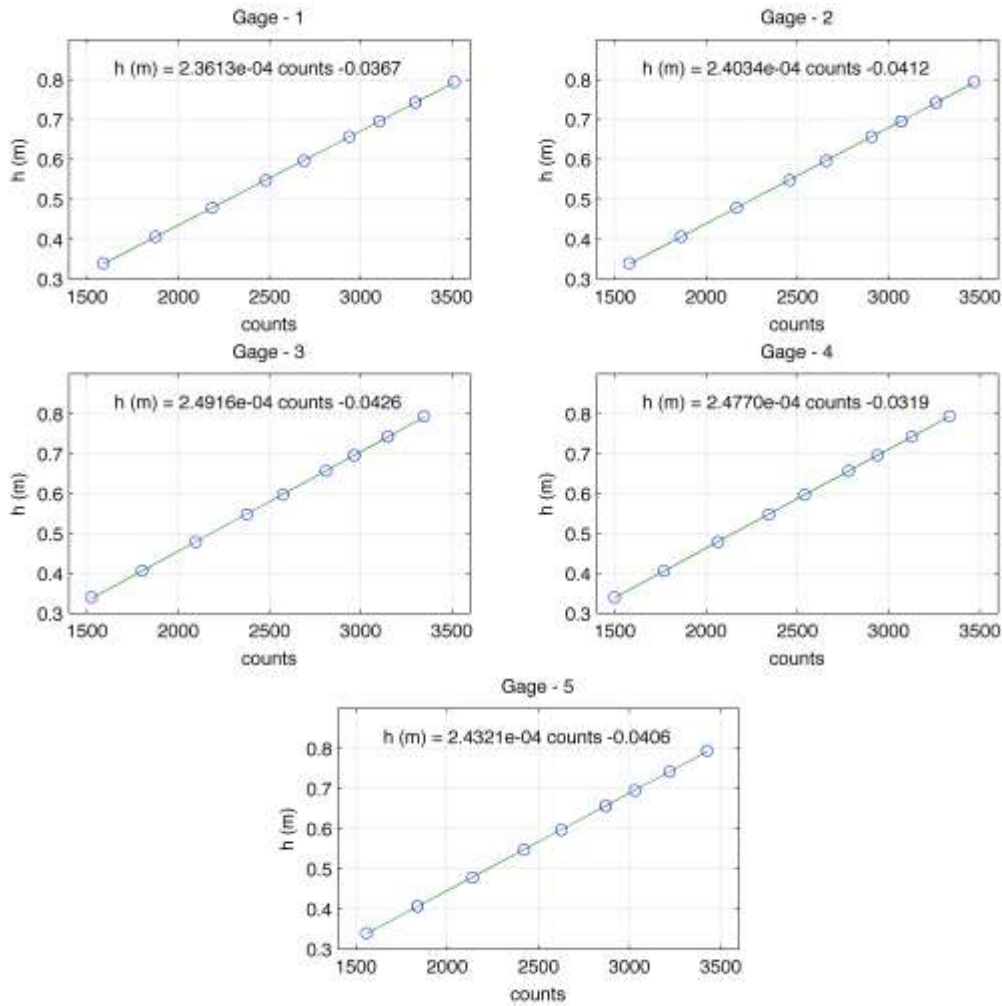 Gage - 1
h (m) = 2.3613e-04 counts -0.0367
h (m)
0.8
0.7
0.6
0.5
0.4
0.3
1500 2000 2500 3000 3500
counts
Gage - 2
h (m) = 2.4034e-04 counts -0.0412
h (m)
0.8
0.7
0.6
0.5
0.4
0.3
1500 2000 2500 3000 3500
counts
Gage - 3
h (m) = 2.4916e-04 counts -0.0426
h (m)
0.8
0.7
0.6
0.5
0.4
0.3
1500 2000 2500 3000 3500
counts
Gage - 4
h (m) = 2.4770e-04 counts -0.0319
h (m)
0.8
0.7
0.6
0.5
0.4
0.3
1500 2000 2500 3000 3500
counts
Gage - 5
h (m) = 2.4321e-04 counts -0.0406
h (m)
0.8
0.7
0.6
0.5
0.4
0.3
1500 2000 2500 3000 3500
counts